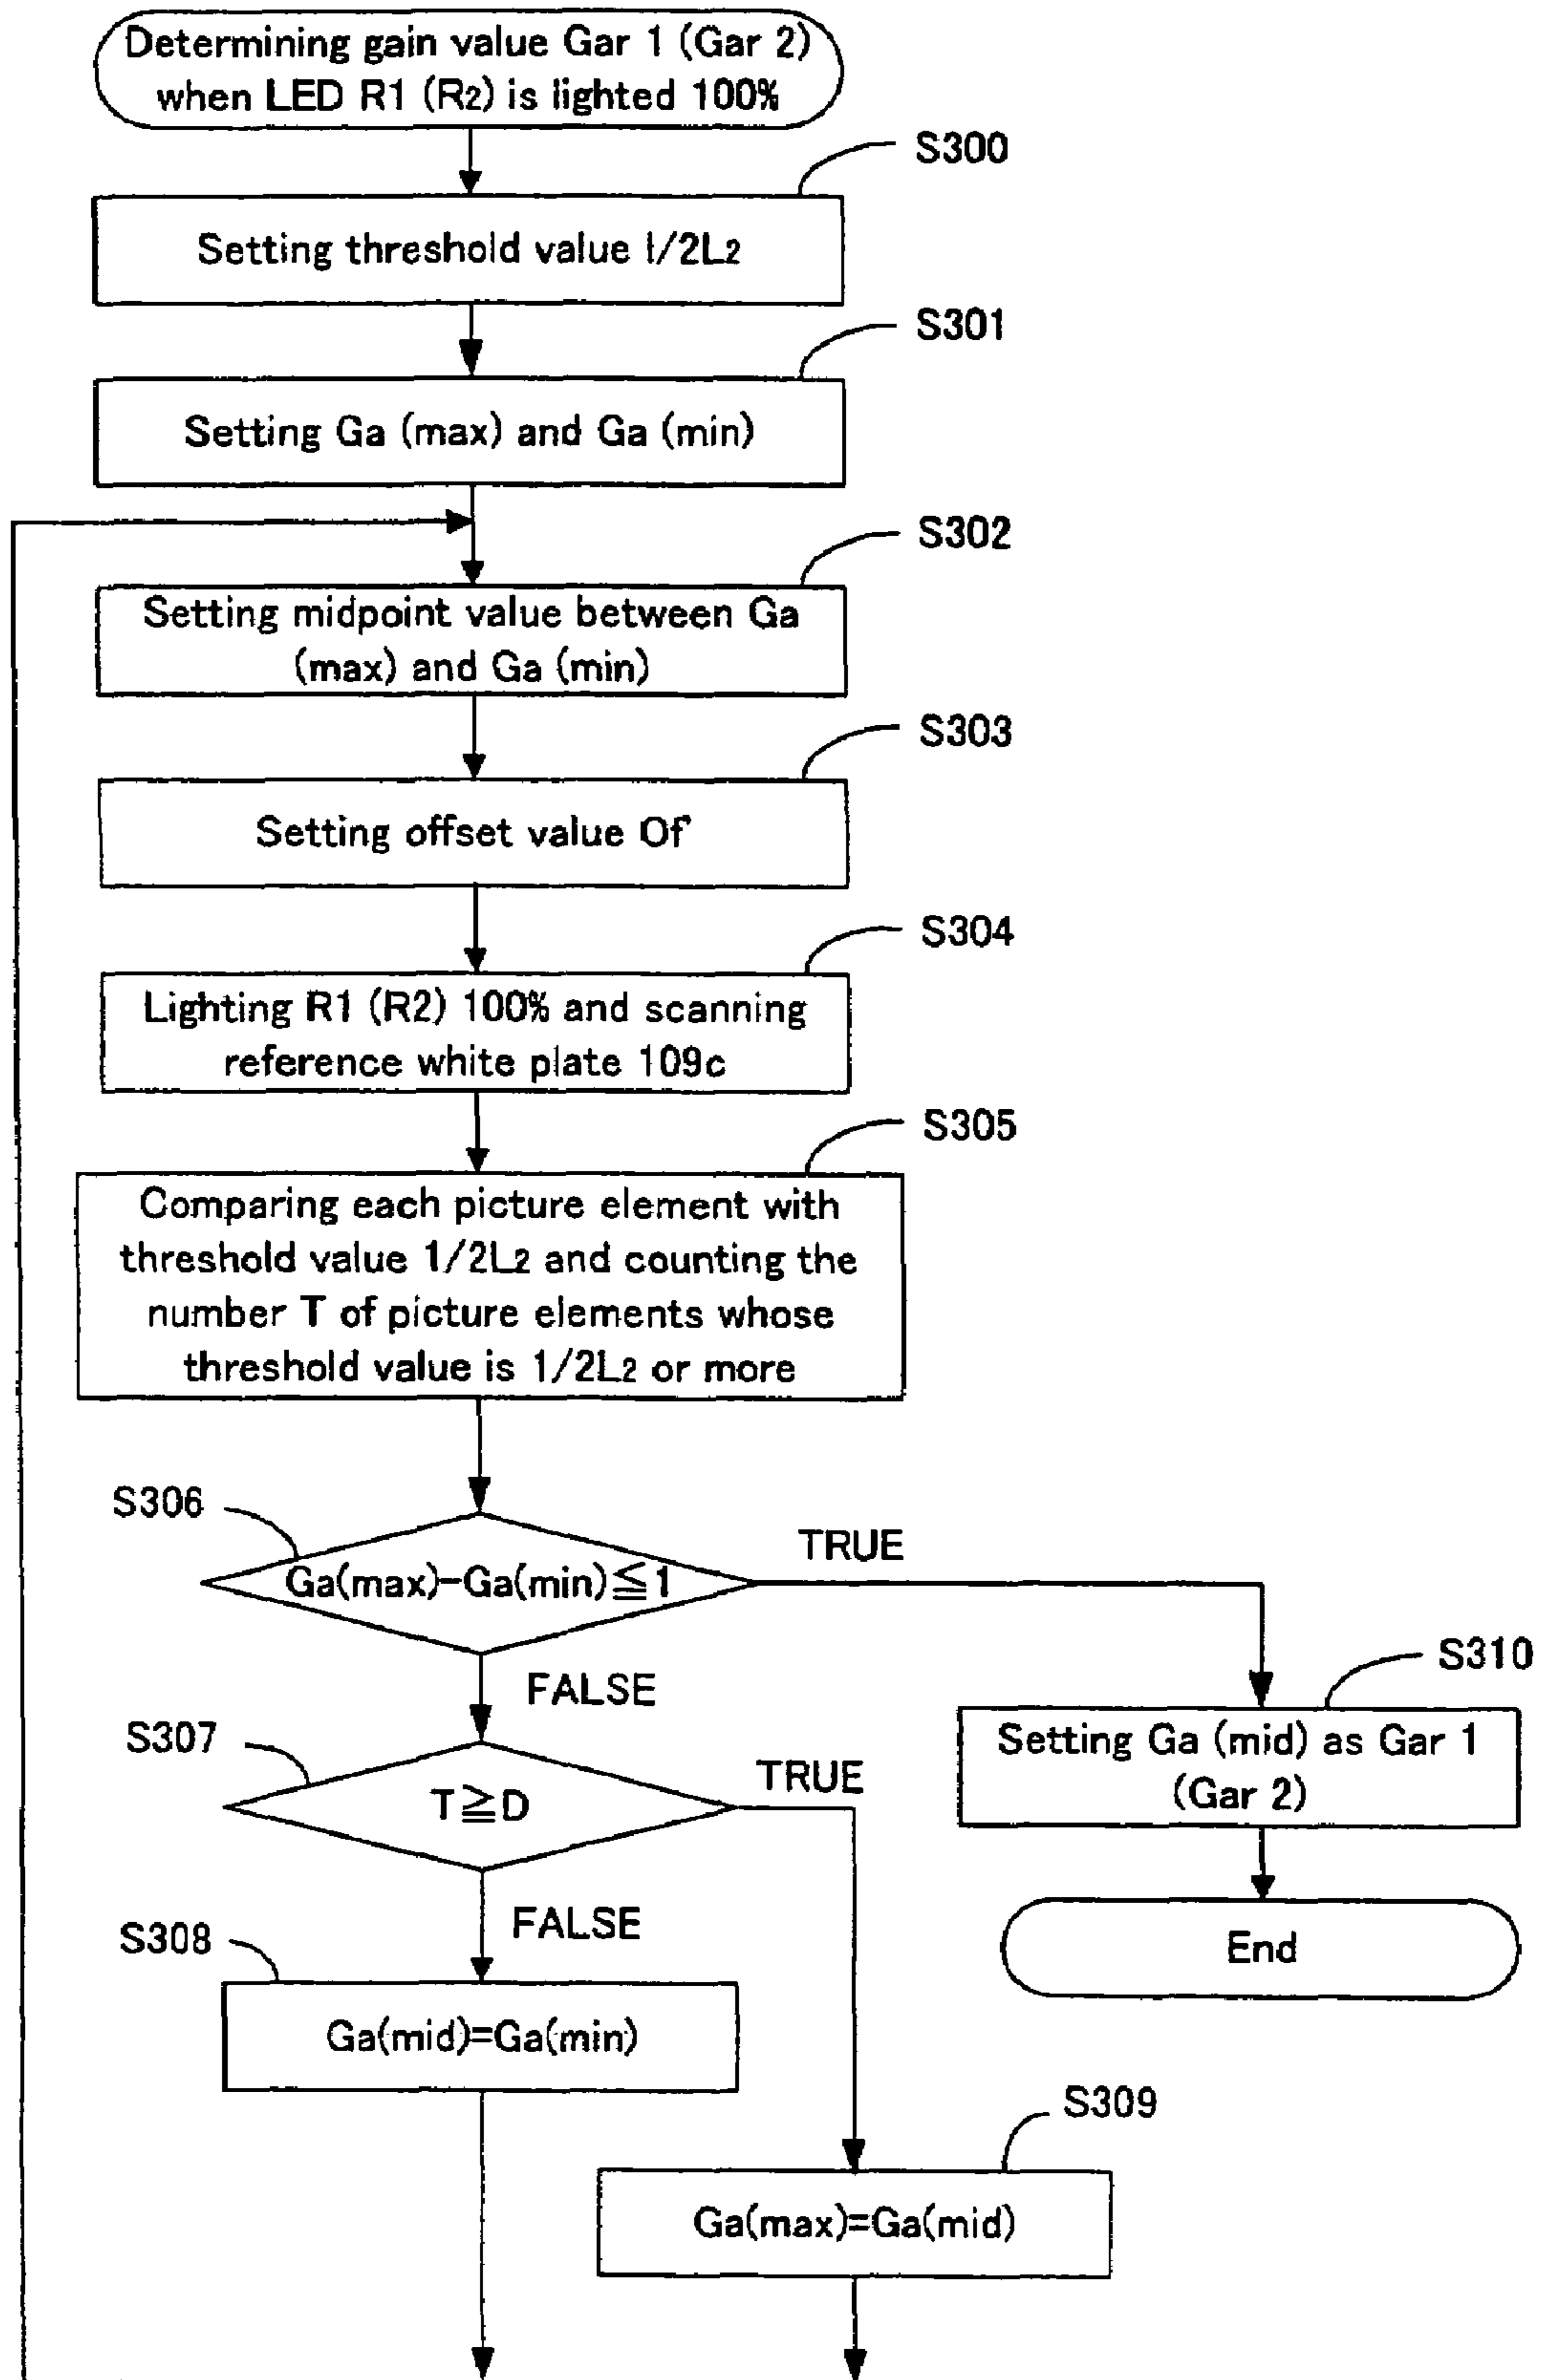 Determining gain value Gar 1 (Gar 2)
when LED R1 (R2) is lighted 100%
S300
Setting threshold value 1/2L2
S301
Setting Ga (max) and Ga (min)
S302
Setting midpoint value between Ga
(max) and Ga (min)
S303
Setting offset value Of
S304
Lighting R1 (R2) 100% and scanning
reference white plate 109c
S305
Comparing each picture element with
threshold value 1/2L2 and counting the
number T of picture elements whose
threshold value is 1/2L2 or more
S306
Ga(max)-Ga(min)≦1
TRUE
FALSE
S310
Setting Ga (mid) as Gar 1
(Gar 2)
End
S307
T≧D
TRUE
FALSE
S308
Ga(mid)=Ga(min)
S309
Ga(max)=Ga(mid)